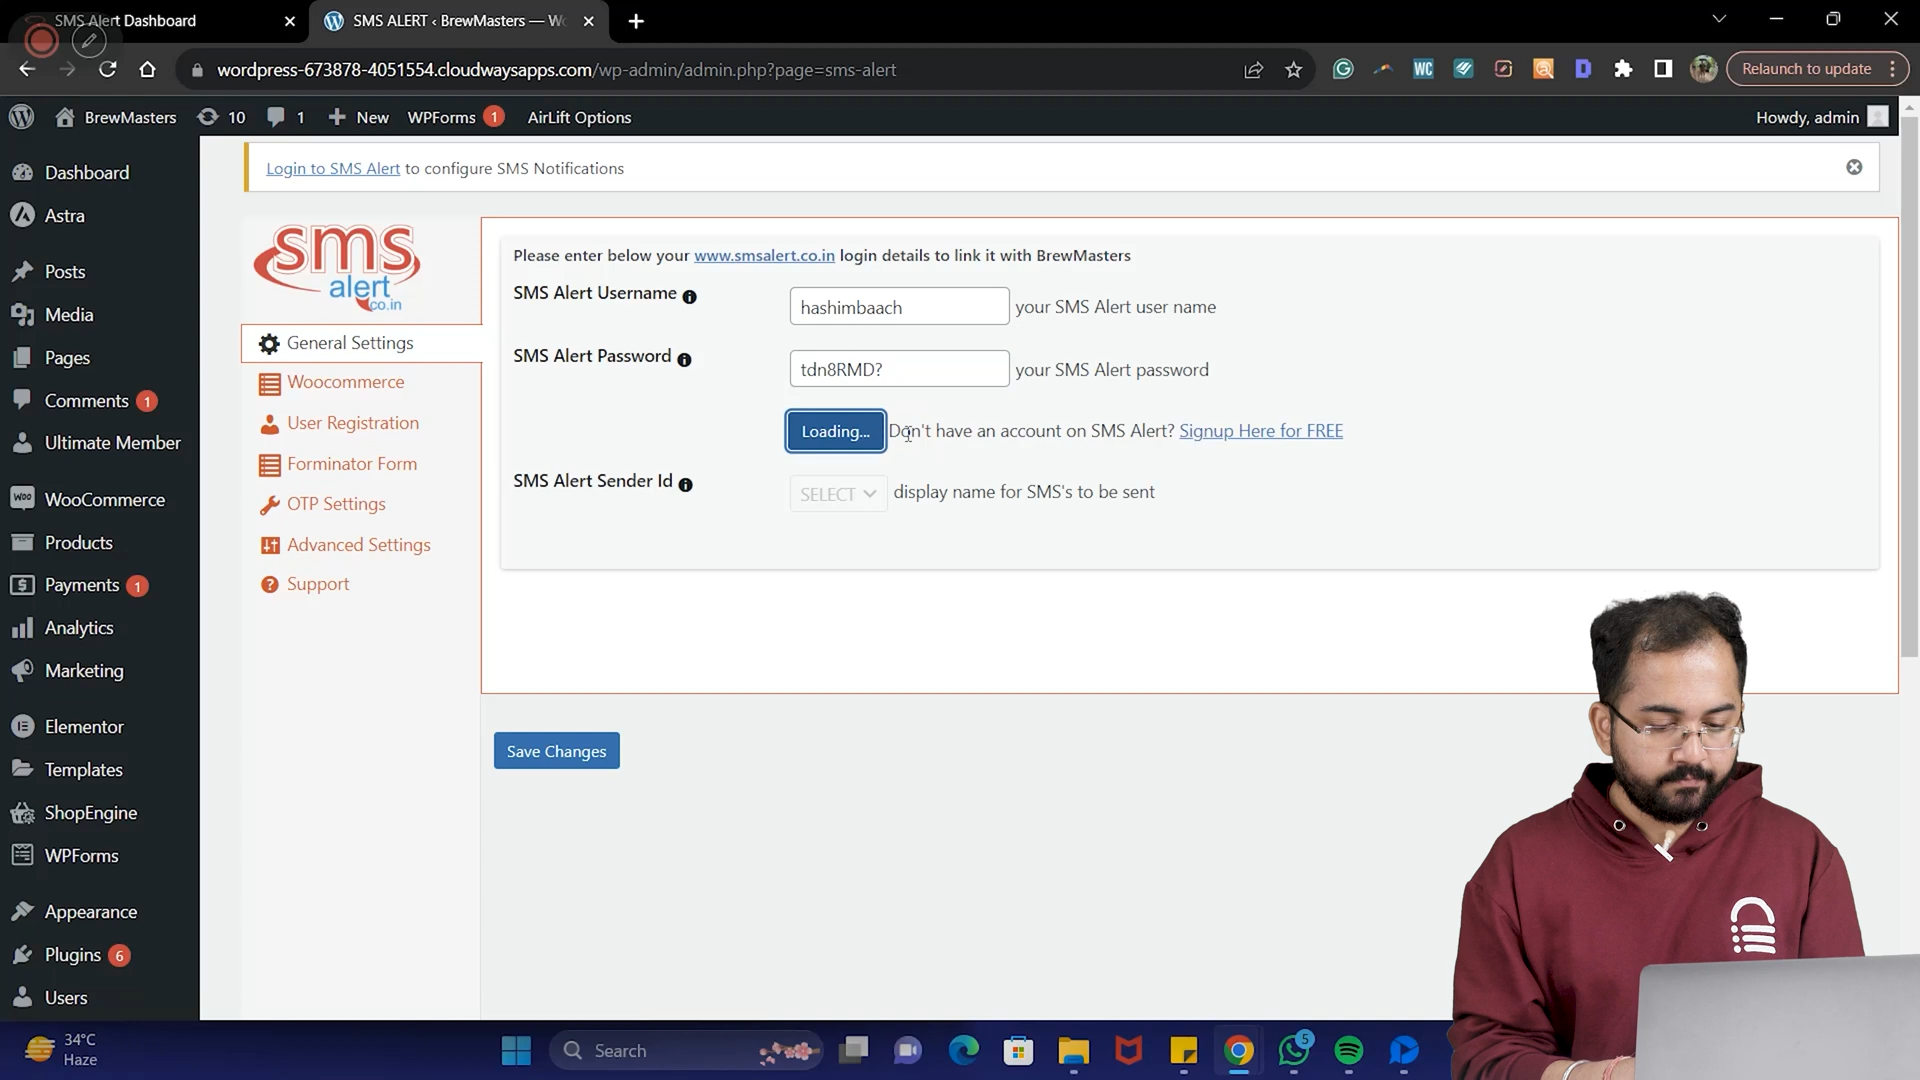 SMS Alert Dashboard
SMS ALERT ‹ BrewMasters — Wo
wordpress-673878-4051554.cloudwaysapps.com/wp-admin/admin.php?page=sms-alert
WC
D
Relaunch to update
BrewMasters
10
1
New
WPForms 1
AirLift Options
Howdy, admin
Dashboard
Astra
Posts
Media
Pages
Comments 1
Ultimate Member
Woo WooCommerce
Products
Payments 1
Analytics
Marketing
Elementor
Templates
ShopEngine
WPForms
Appearance
Plugins 6
Users
Login to SMS Alert to configure SMS Notifications
sms
alert
co.in
General Settings
Woocommerce
User Registration
Forminator Form
OTP Settings
Advanced Settings
Support
Please enter below your www.smsalert.co.in login details to link it with BrewMasters
SMS Alert Username
hashimbaach
your SMS Alert user name
SMS Alert Password
tdn8RMD?
your SMS Alert password
Loading...
Don't have an account on SMS Alert? Signup Here for FREE
SMS Alert Sender Id
SELECT
display name for SMS's to be sent
Save Changes
34°C
Haze
Search
5